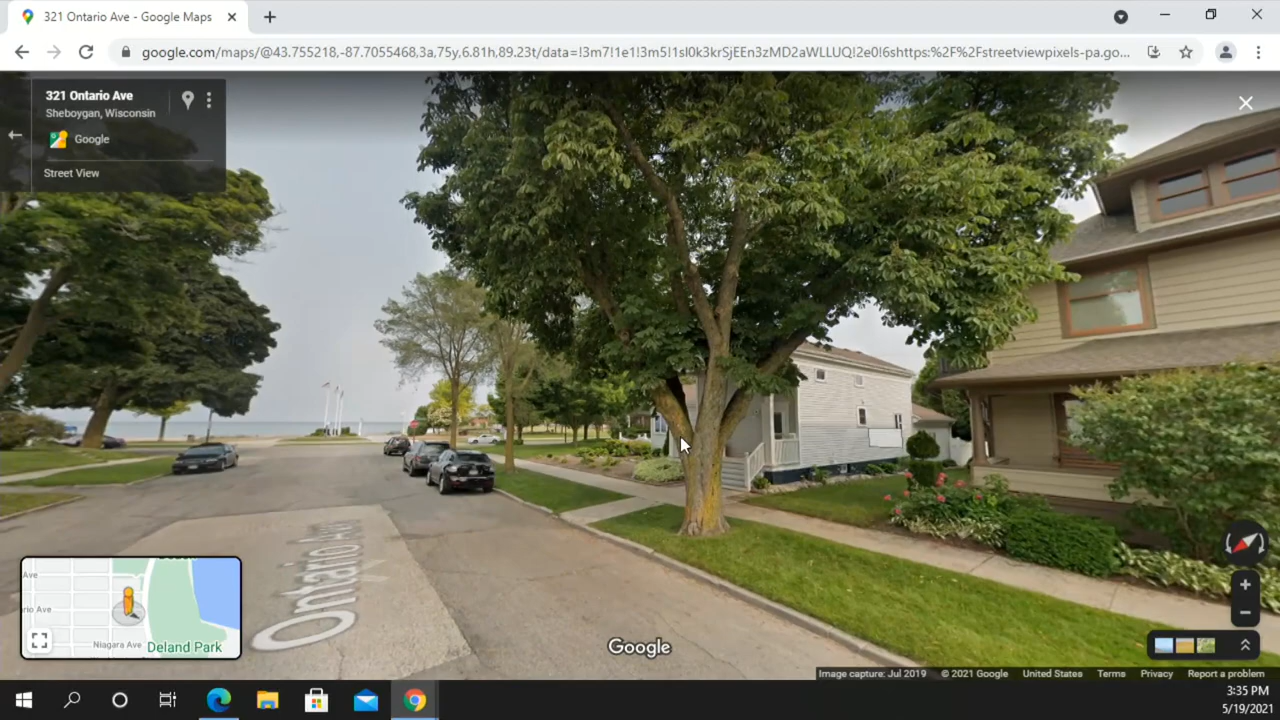 321 Ontario Ave - Google Maps
google.com/maps/@43.755218,-87.7055468,3a,75y,6.81h,89.23t/data=!3m7!1e1!3m5!1sI0k3krSjEEn3zMD2aWLLUQ!2e0!6shttps:%2F%2Fstreetviewpixels-pa.go...
321 Ontario Ave
Sheboygan, Wisconsin
Google
Street View
Ontario Ave
Ave
rio Ave
Niagara Ave
Deland Park
Google
Image capture: Jul 2019 © 2021 Google United States Terms Privacy Report a problem
3:35 PM
5/19/2021